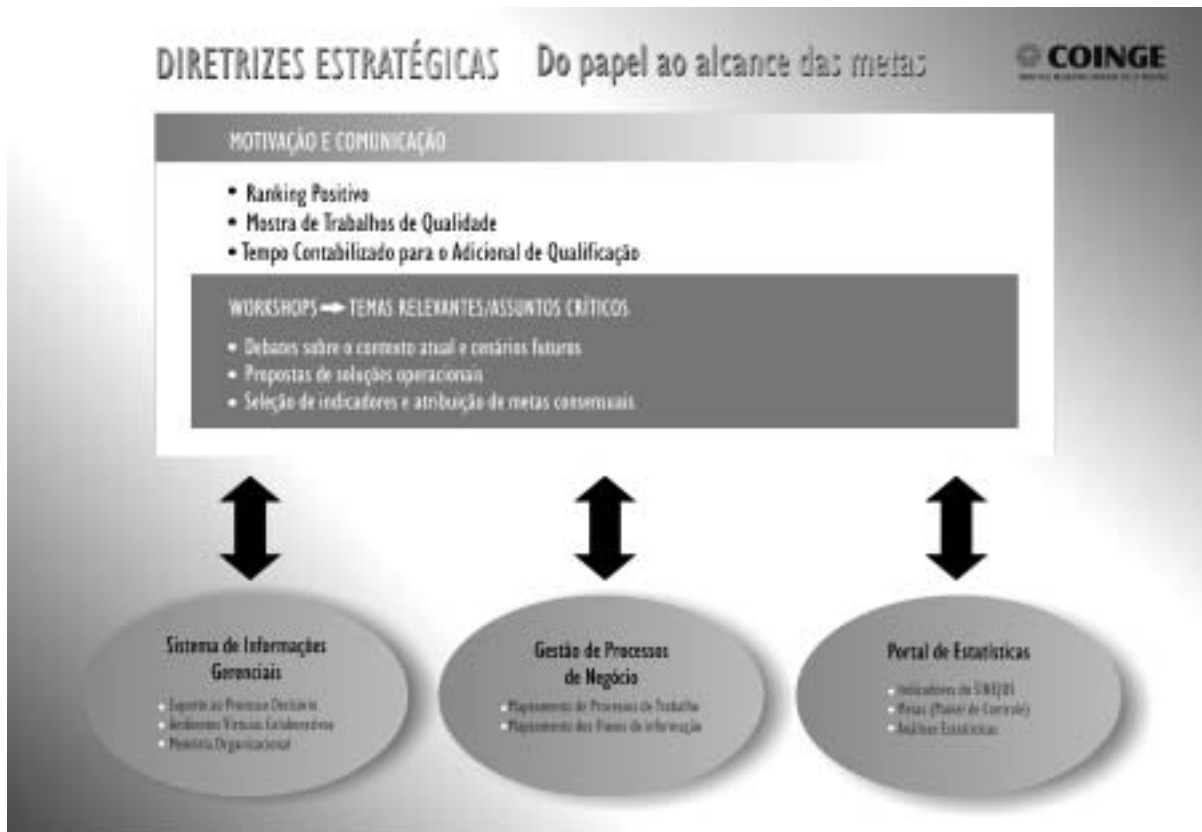 DIRETRIZES ESTRATÉGICAS Do papel ao alcance das metas
COINGE
MOTIVAÇÃO E COMUNICAÇÃO
• Ranking Positivo
• Mostra de Trabalhos de Qualidade
• Tempo Contabilizado para o Adicional de Qualificação
WORKSHOPS ➡ TEMAS RELEVANTES/ASSUNTOS CRÍTICOS
• Debates sobre o contexto atual e cenários futuros
• Propostas de soluções operacionais
• Seleção de indicadores e atribuição de metas consensuais
Sistema de Informações
Gerenciais
• Suporte ao Processo Decisório
• Ambientes Virtuais Colaborativos
• Memória Organizacional
Gestão de Processos
de Negócio
• Mapeamento de Processos de Trabalho
• Mapeamento dos Fluxos de Informação
Portal de Estatísticas
• Indicadores do SINEJUS
• Metas (Painel de Controle)
• Análises Estatísticas